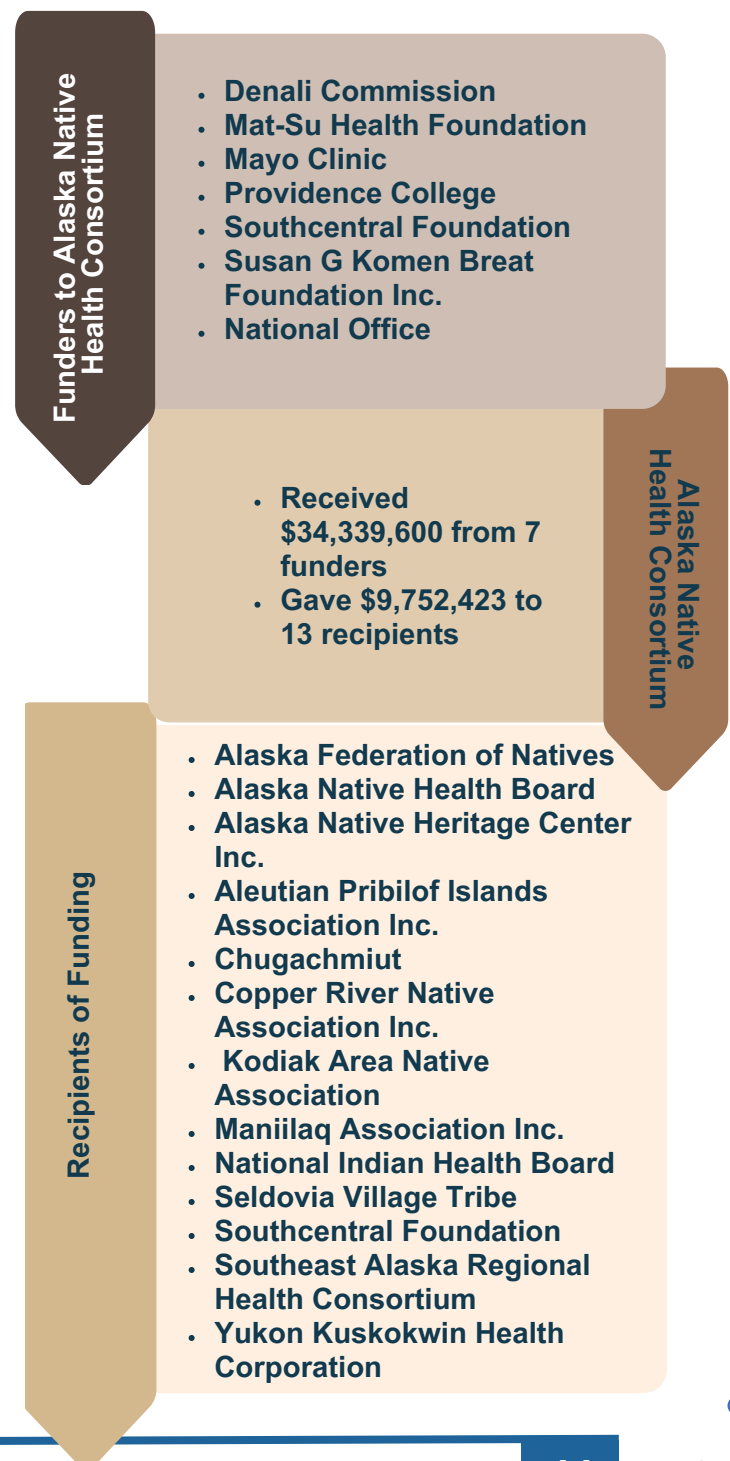 Funders to Alaska Native
Health Consortium
• Denali Commission
• Mat-Su Health Foundation
• Mayo Clinic
• Providence College
• Southcentral Foundation
• Susan G Komen Breat
Foundation Inc.
• National Office
Alaska Native
Health Consortium
• Received
$34,339,600 from 7
funders
• Gave $9,752,423 to
13 recipients
Recipients of Funding
• Alaska Federation of Natives
• Alaska Native Health Board
• Alaska Native Heritage Center
Inc.
• Aleutian Pribilof Islands
Association Inc.
• Chugachmiut
• Copper River Native
Association Inc.
• Kodiak Area Native
Association
• Maniilaq Association Inc.
• National Indian Health Board
• Seldovia Village Tribe
• Southcentral Foundation
• Southeast Alaska Regional
Health Consortium
• Yukon Kuskokwin Health
Corporation